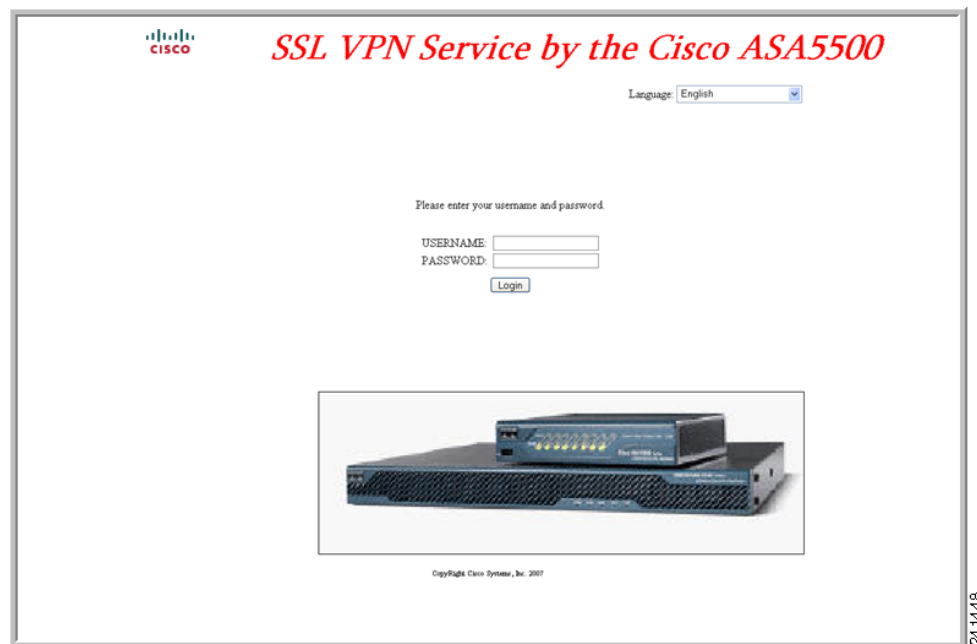 CISCO
SSL VPN Service by the Cisco ASA5500
Language: English
Please enter your username and password.
USERNAME:
PASSWORD:
Login
CopyRight Cisco Systems, Inc. 2007